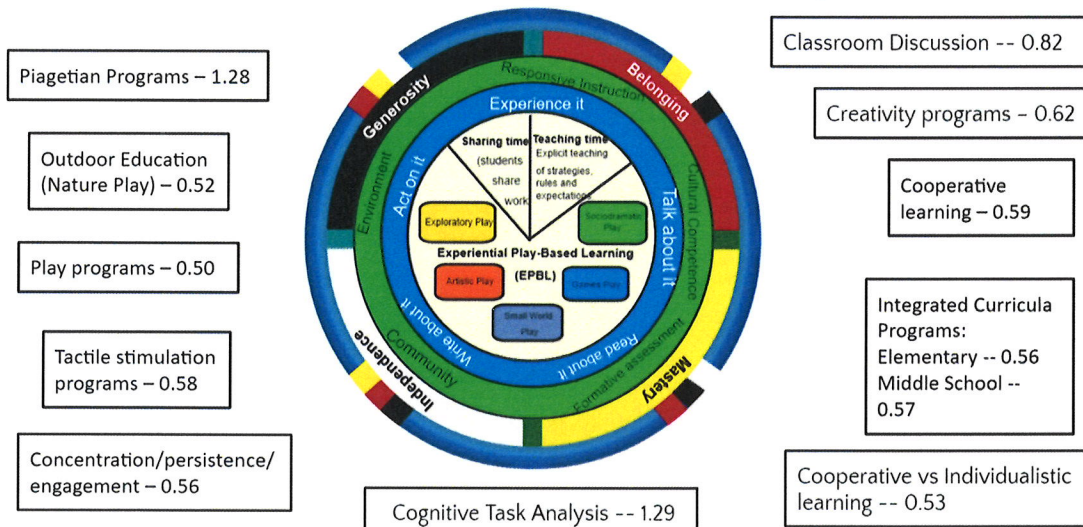 Piagetian Programs – 1.28
Outdoor Education
(Nature Play) – 0.52
Play programs – 0.50
Tactile stimulation
programs – 0.58
Concentration/persistence/
engagement – 0.56
Generosity
Belonging
Mastery
Independence
Responsive Instruction
Cultural Competence
Formative assessment
Community
Environment
Experience it
Talk about it
Read about it
Write about it
Act on it
Sharing time
(students
share
work
Teaching time
Explicit teaching
of strategies,
rules and
expectations
Exploratory Play
Sociodramatic
Play
Experiential Play-Based Learning
(EPBL)
Artistic Play
Games Play
Small World
Play
Cognitive Task Analysis -- 1.29
Classroom Discussion -- 0.82
Creativity programs – 0.62
Cooperative
learning – 0.59
Integrated Curricula
Programs:
Elementary -- 0.56
Middle School --
0.57
Cooperative vs Individualistic
learning -- 0.53